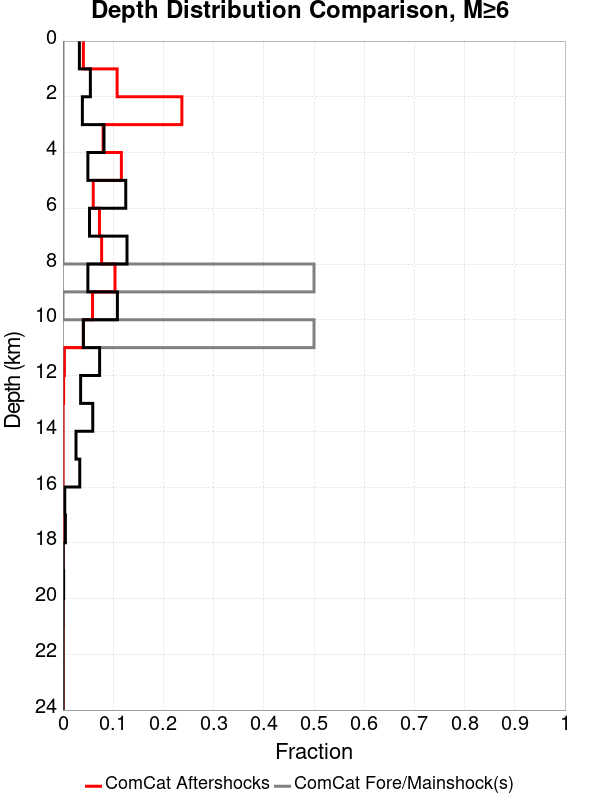 Depth Distribution Comparison, M≥6
0
2
4
6
8
10
12
14
16
18
20
22
24
Depth (km)
0 0.1 0.2 0.3 0.4 0.5 0.6 0.7 0.8 0.9 1
Fraction
ComCat Aftershocks ComCat Fore/Mainshock(s)